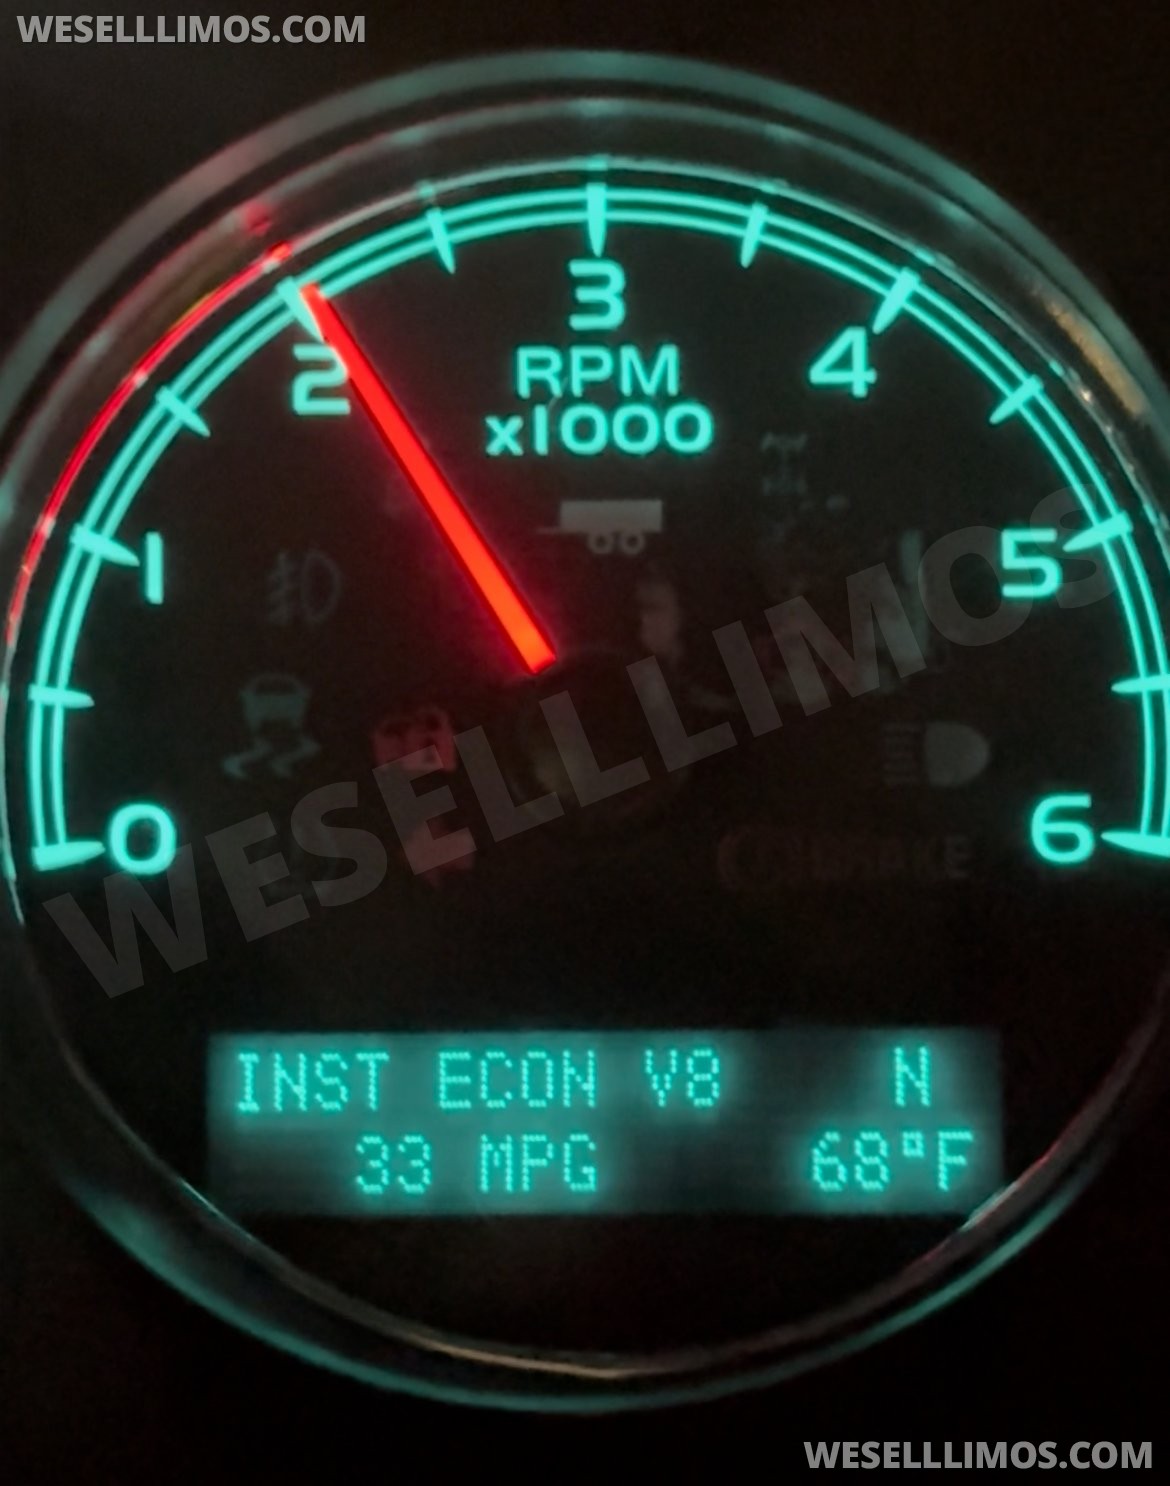 WESELLLIMOS.COM
3
RPM
x1000
2
4
1
5
0
6
WESELLLIMOS
INST ECON V8 N
33 MPG 68°F
WESELLLIMOS.COM